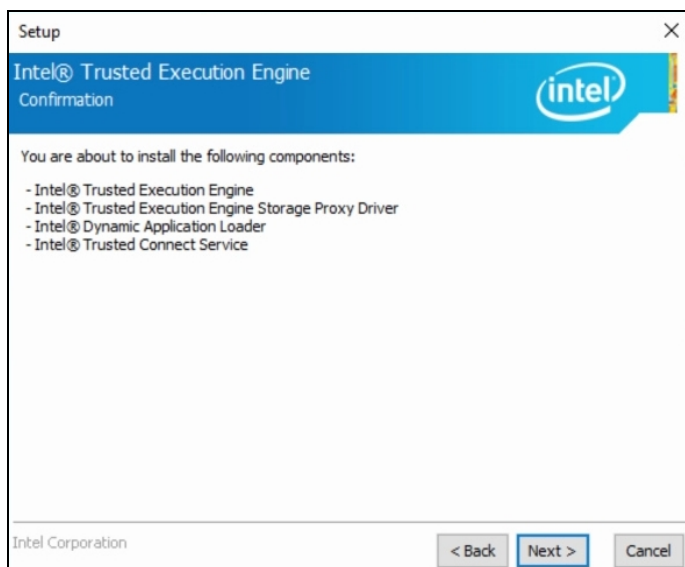 Setup
Intel® Trusted Execution Engine
Confirmation
intel
You are about to install the following components:
- Intel® Trusted Execution Engine
- Intel® Trusted Execution Engine Storage Proxy Driver
- Intel® Dynamic Application Loader
- Intel® Trusted Connect Service
Intel Corporation
< Back Next > Cancel